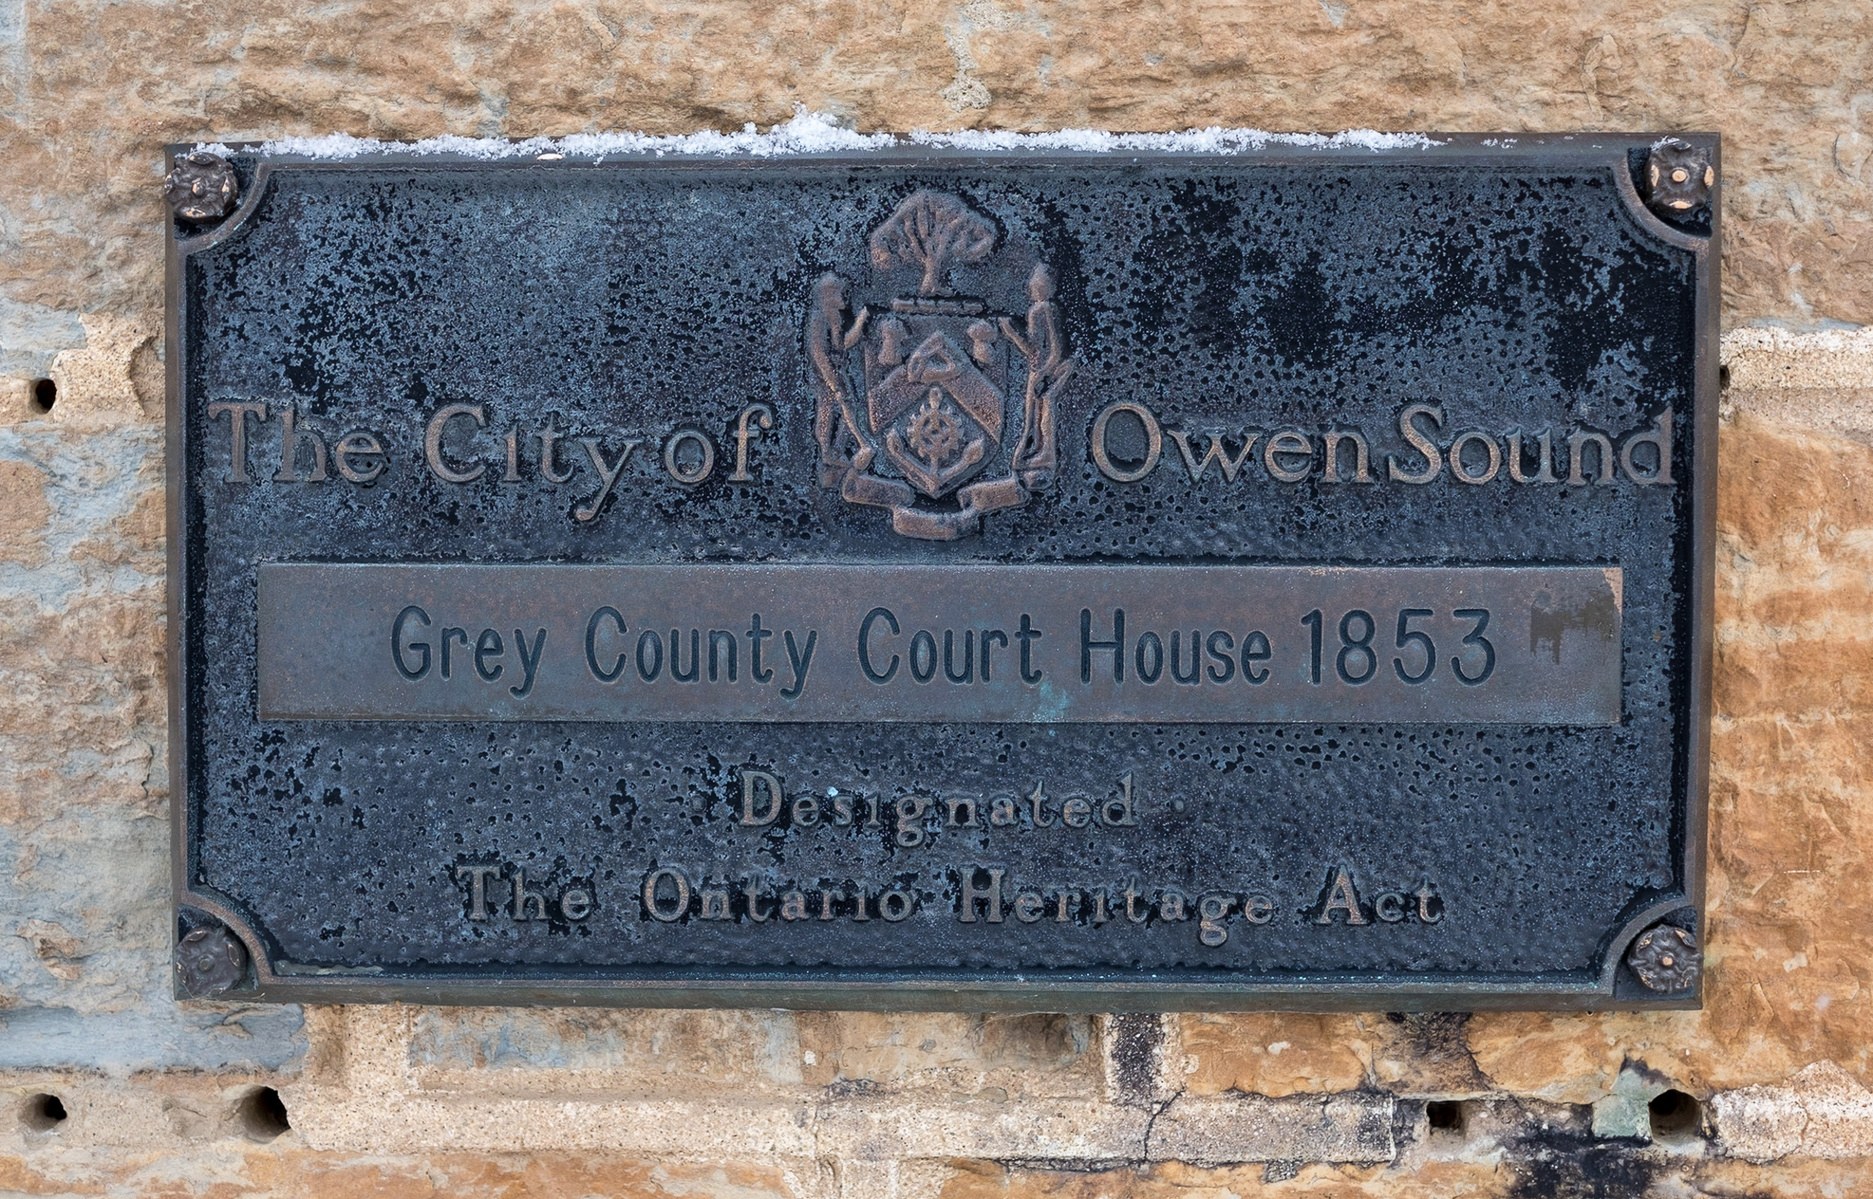 The City of Owen Sound
Grey County Court House 1853
Designated
The Ontario Heritage Act